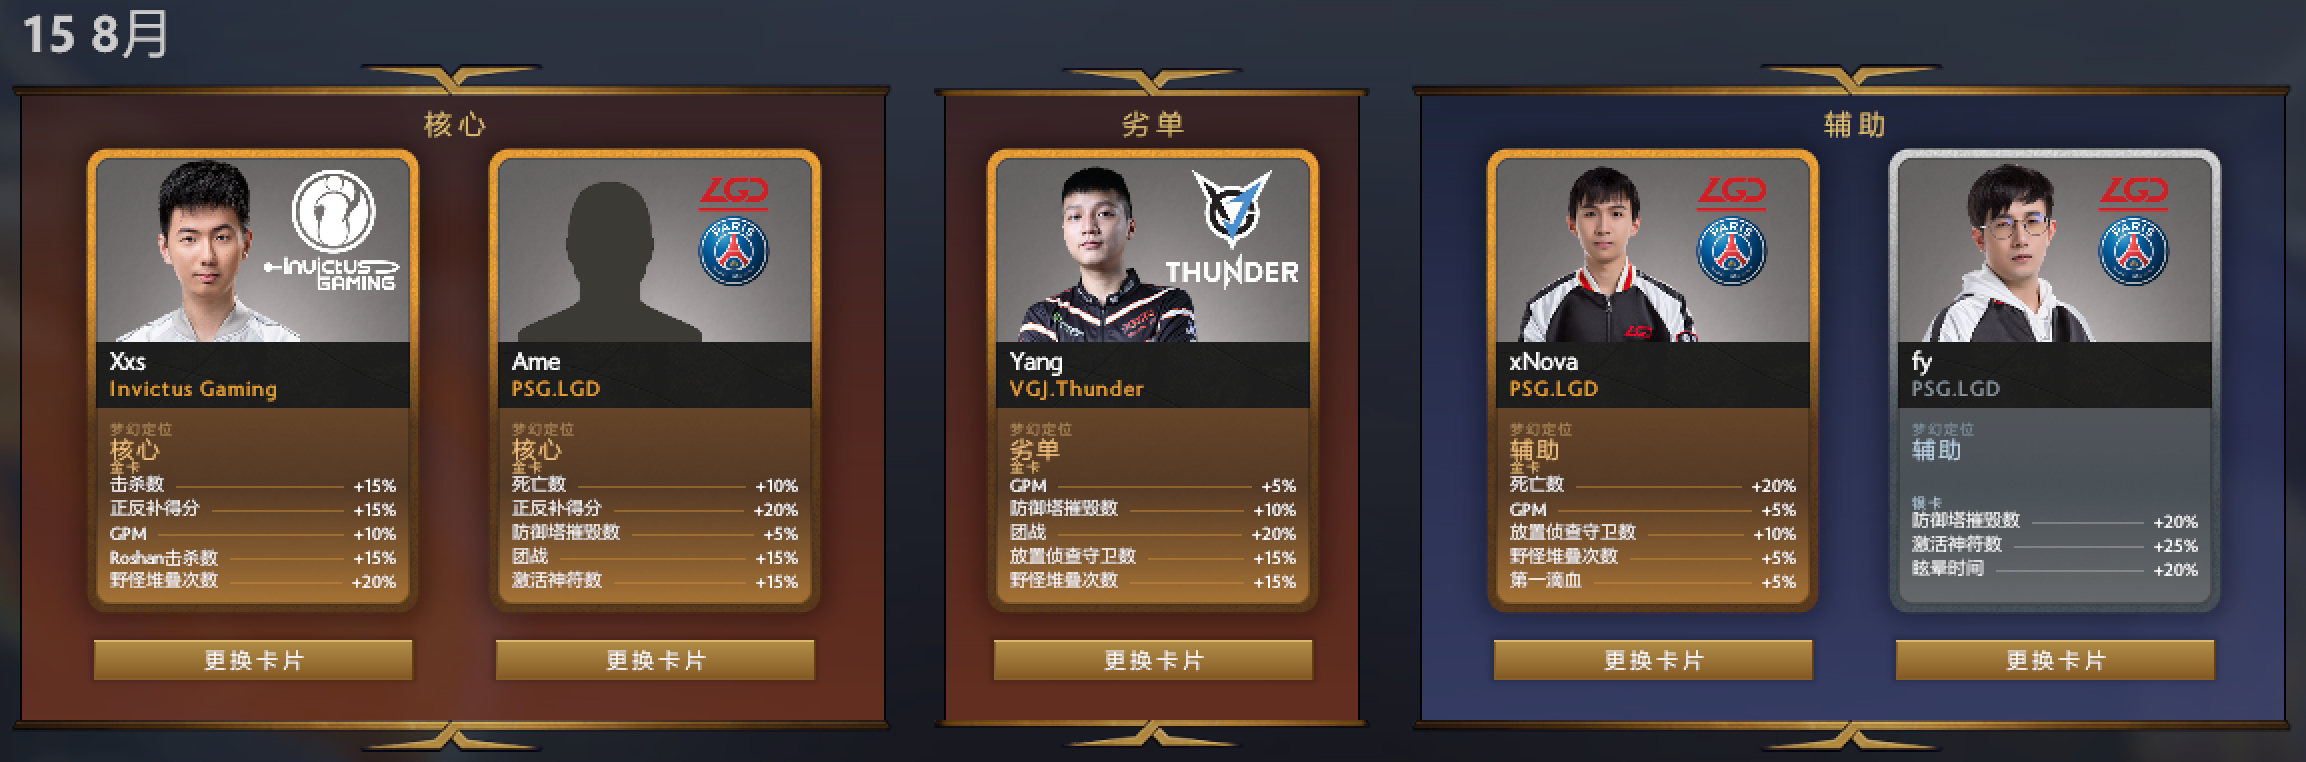 15 8月
核心
invictus
GAMING
Xxs
Invictus Gaming
梦幻定位
核心
金卡
击杀数 +15%
正反补得分 +15%
GPM +10%
Roshan击杀数 +15%
野怪堆叠次数 +20%
更换卡片
LGD
PARIS
Ame
PSG.LGD
梦幻定位
核心
金卡
死亡数 +10%
正反补得分 +20%
防御塔摧毁数 +5%
团战 +15%
激活神符数 +15%
更换卡片
劣单
THUNDER
Yang
VGJ.Thunder
梦幻定位
劣单
金卡
GPM +5%
防御塔摧毁数 +10%
团战 +20%
放置侦查守卫数 +15%
野怪堆叠次数 +15%
更换卡片
辅助
LGD
PARIS
LGD
xNova
PSG.LGD
梦幻定位
辅助
金卡
死亡数 +20%
GPM +5%
放置侦查守卫数 +10%
野怪堆叠次数 +5%
第一滴血 +5%
更换卡片
LGD
PARIS
fy
PSG.LGD
梦幻定位
辅助
银卡
防御塔摧毁数 +20%
激活神符数 +25%
眩晕时间 +20%
更换卡片